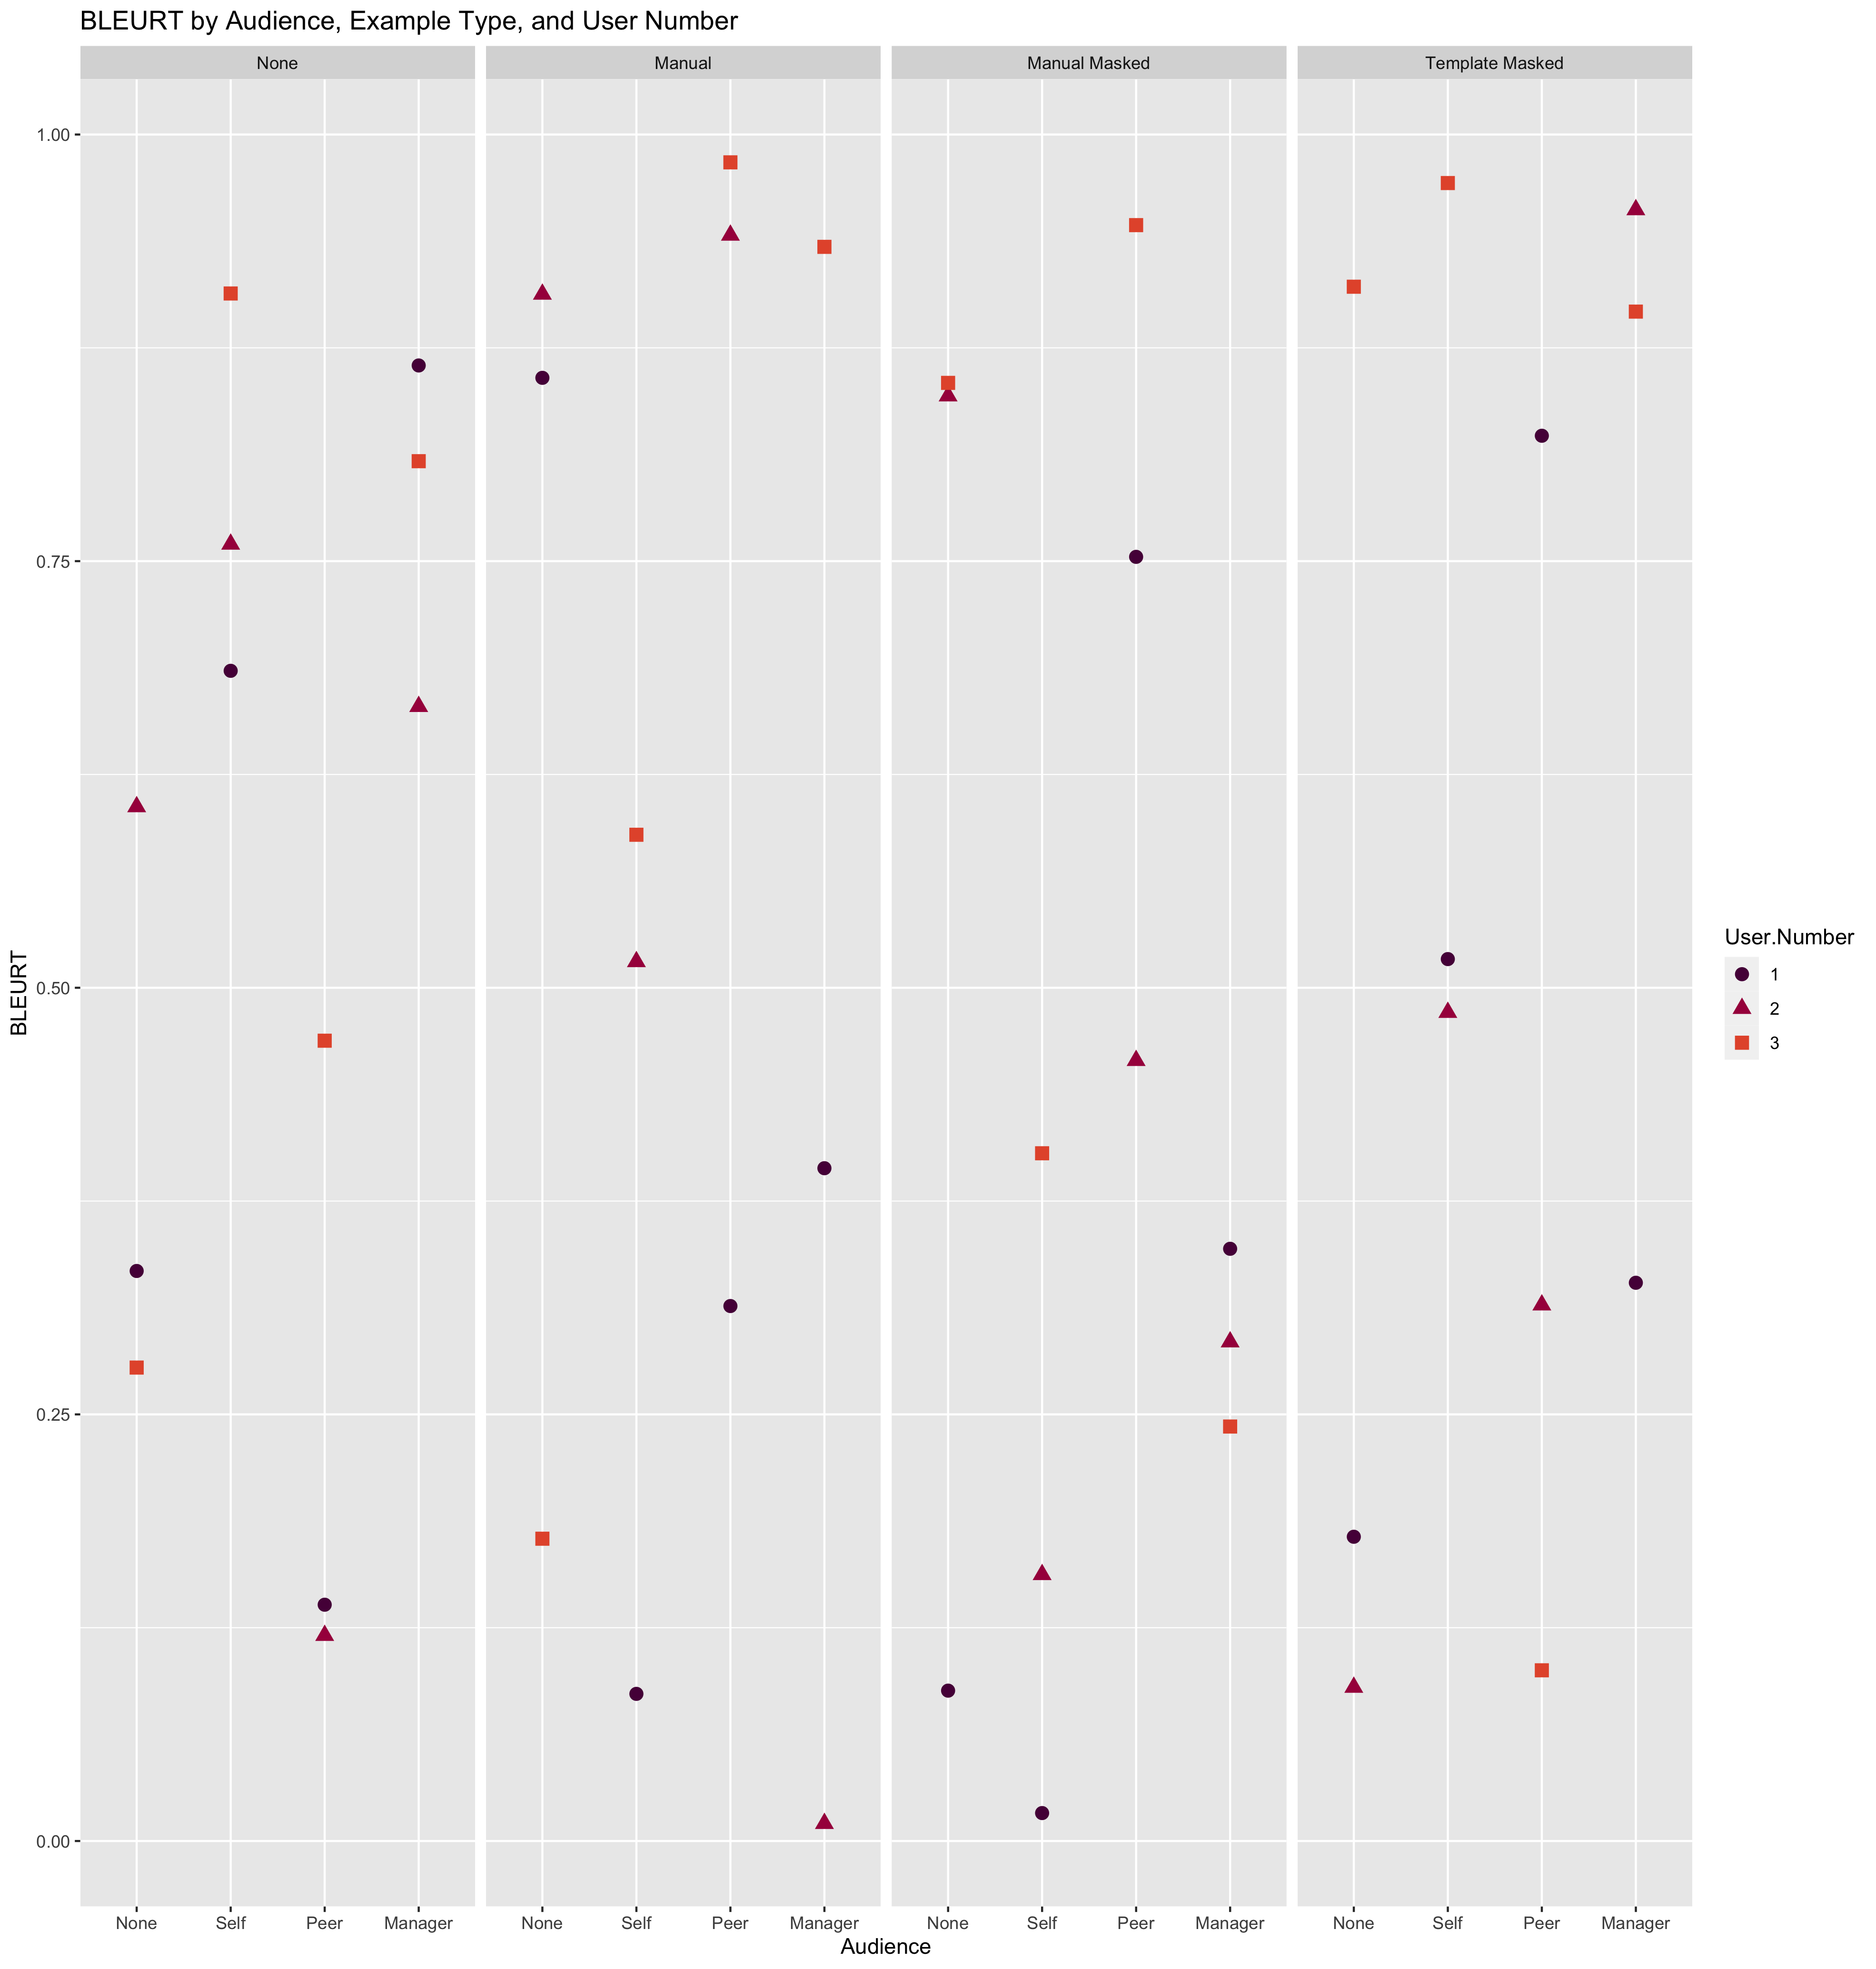 BLEURT by Audience, Example Type, and User Number
None Manual Manual Masked Template Masked
1.00
0.75
0.50
0.25
0.00
BLEURT
None Self Peer Manager None Self Peer Manager None Self Peer Manager None Self Peer Manager
Audience
User.Number
1
2
3